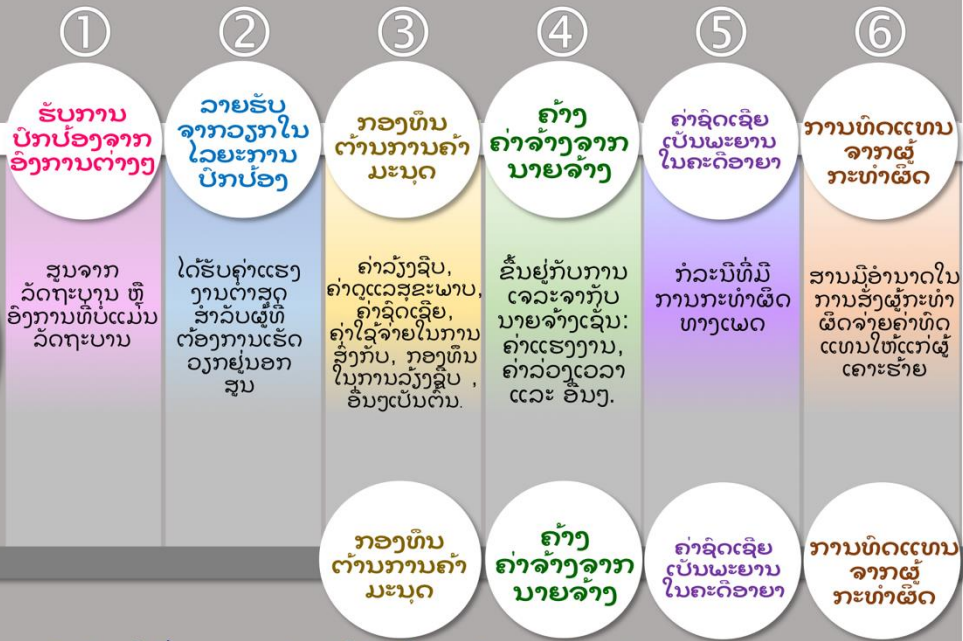 ①
ຮັບການ
ປົກປ້ອງຈາກ
ອົງການຕ່າງໆ
ສູນຈາກ
ລັດຖະບານ ຫຼື
ອົງການທີ່ບໍ່ແມ່ນ
ລັດຖະບານ
②
ລາຍຮັບ
ຈາກວຽກໃນ
ໄລຍະການ
ປົກປ້ອງ
ໄດ້ຮັບຄ່າແຮງ
ງານຕໍ່າສຸດ
ສໍາລັບຜູ້ທີ່
ຕ້ອງການເຮັດ
ວຽກຢູ່ນອກ
ສູນ
③
ກອງທຶນ
ຕ້ານການຄ້າ
ມະນຸດ
ຄ່າລ້ຽງຊີບ,
ຄ່າດູແລສຸຂະພາບ,
ຄ່າຊົດເຊີຍ,
ຄ່າໃຊ້ຈ່າຍໃນການ
ສົ່ງກັບ, ກອງທຶນ
ໃນການລ້ຽງຊີບ ,
ອື່ນໆເປັນຕົ້ນ.
④
ຄ້າງ
ຄ່າຈ້າງຈາກ
ນາຍຈ້າງ
ຂຶ້ນຢູ່ກັບການ
ເຈລະຈາກັບ
ນາຍຈ້າງເຊັ່ນ:
ຄ່າແຮງງານ,
ຄ່າລ່ວງເວລາ
ແລະ ອື່ນໆ.
⑤
ຄ່າຊົດເຊີຍ
ເປັນພະຍານ
ໃນຄະດີອາຍາ
ກໍລະນີທີ່ມີ
ການກະທໍາຜິດ
ທາງເພດ
⑥
ການທົດແທນ
ຈາກຜູ້
ກະທໍາຜິດ
ສານມີອໍານາດໃນ
ການສັ່ງຜູ້ກະທໍາ
ຜິດຈ່າຍຄ່າທົດ
ແທນໃຫ້ແກ່ຜູ້
ເຄາະຮ້າຍ
ກອງທຶນ
ຕ້ານການຄ້າ
ມະນຸດ
ຄ້າງ
ຄ່າຈ້າງຈາກ
ນາຍຈ້າງ
ຄ່າຊົດເຊີຍ
ເປັນພະຍານ
ໃນຄະດີອາຍາ
ການທົດແທນ
ຈາກຜູ້
ກະທໍາຜິດ